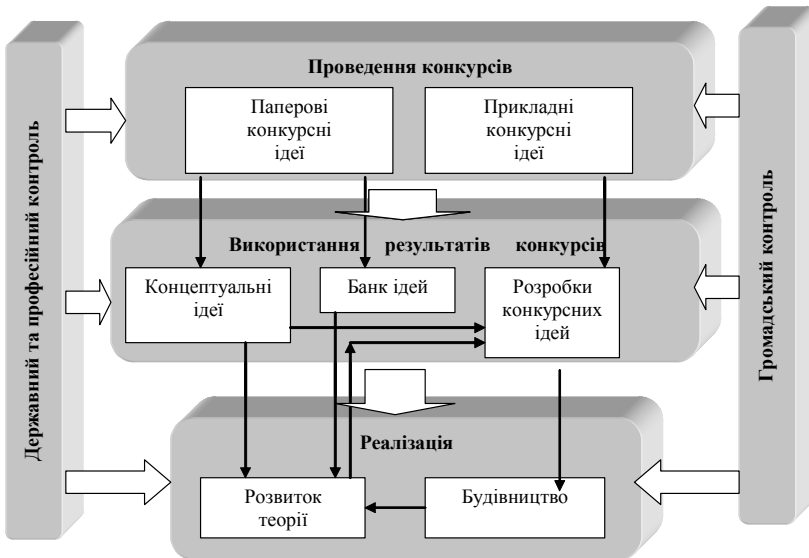 Державний та професійний контроль
Проведення конкурсів
Паперові
конкурсні
ідеї
Прикладні
конкурсні
ідеї
Використання результатів конкурсів
Концептуальні
ідеї
Банк ідей
Розробки
конкурсних
ідей
Реалізація
Розвиток
теорії
Будівництво
Громадський контроль